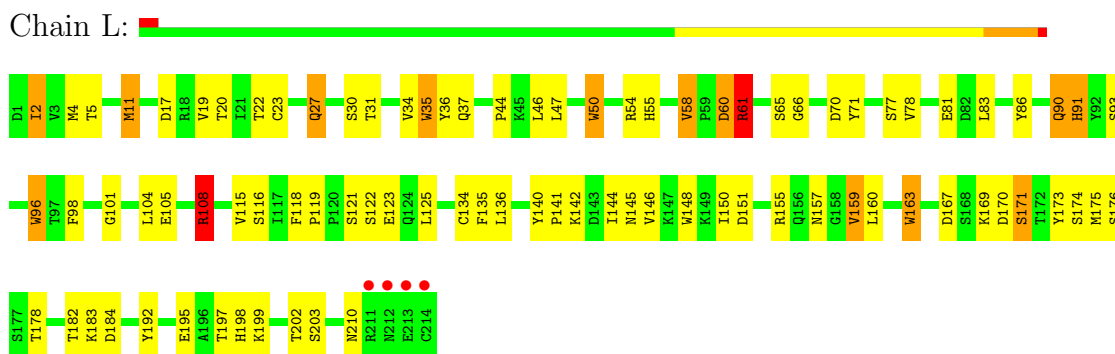 Chain L:
D1 I2 V3 M4 T5 M11 D17 R18 V19 T20 I21 T22 C23 Q27 S30 T31 V34 W35 Y36 Q37 P44 K45 L46 L47 W50 R54 H55 V58 P59 D60 R61 S65 G66 D70 Y71 S77 V78 E81 D82 L83 Y86 Q90 H91 Y92 S93
W96 T97 F98 G101 L104 E105 R108 V115 S116 I117 F118 P119 P120 S121 S122 E123 Q124 L125 C134 F135 L136 Y140 P141 K142 D143 I144 N145 V146 K147 W148 K149 I150 D151 R155 Q156 N157 G158 V159 L160 W163 D167 S168 K169 D170 S171 T172 Y173 S174 M175 S176
S177 T178 T182 K183 D184 Y192 E195 A196 T197 H198 K199 T202 S203 N210 R211 N212 E213 C214